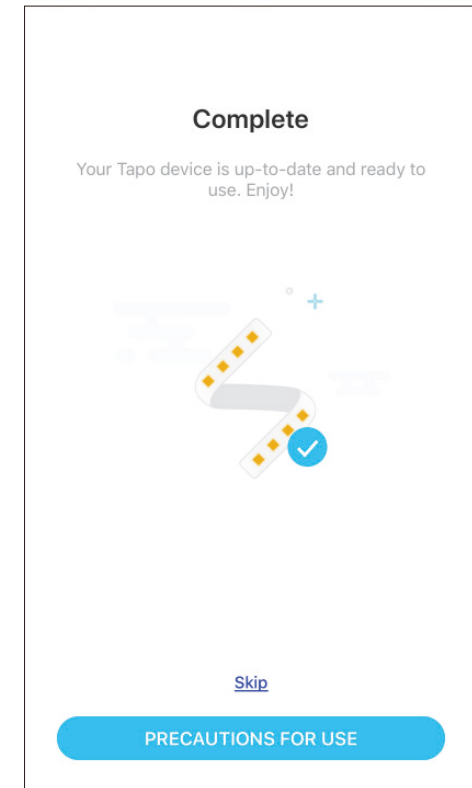 Complete
Your Tapo device is up-to-date and ready to
use. Enjoy!
Skip
PRECAUTIONS FOR USE